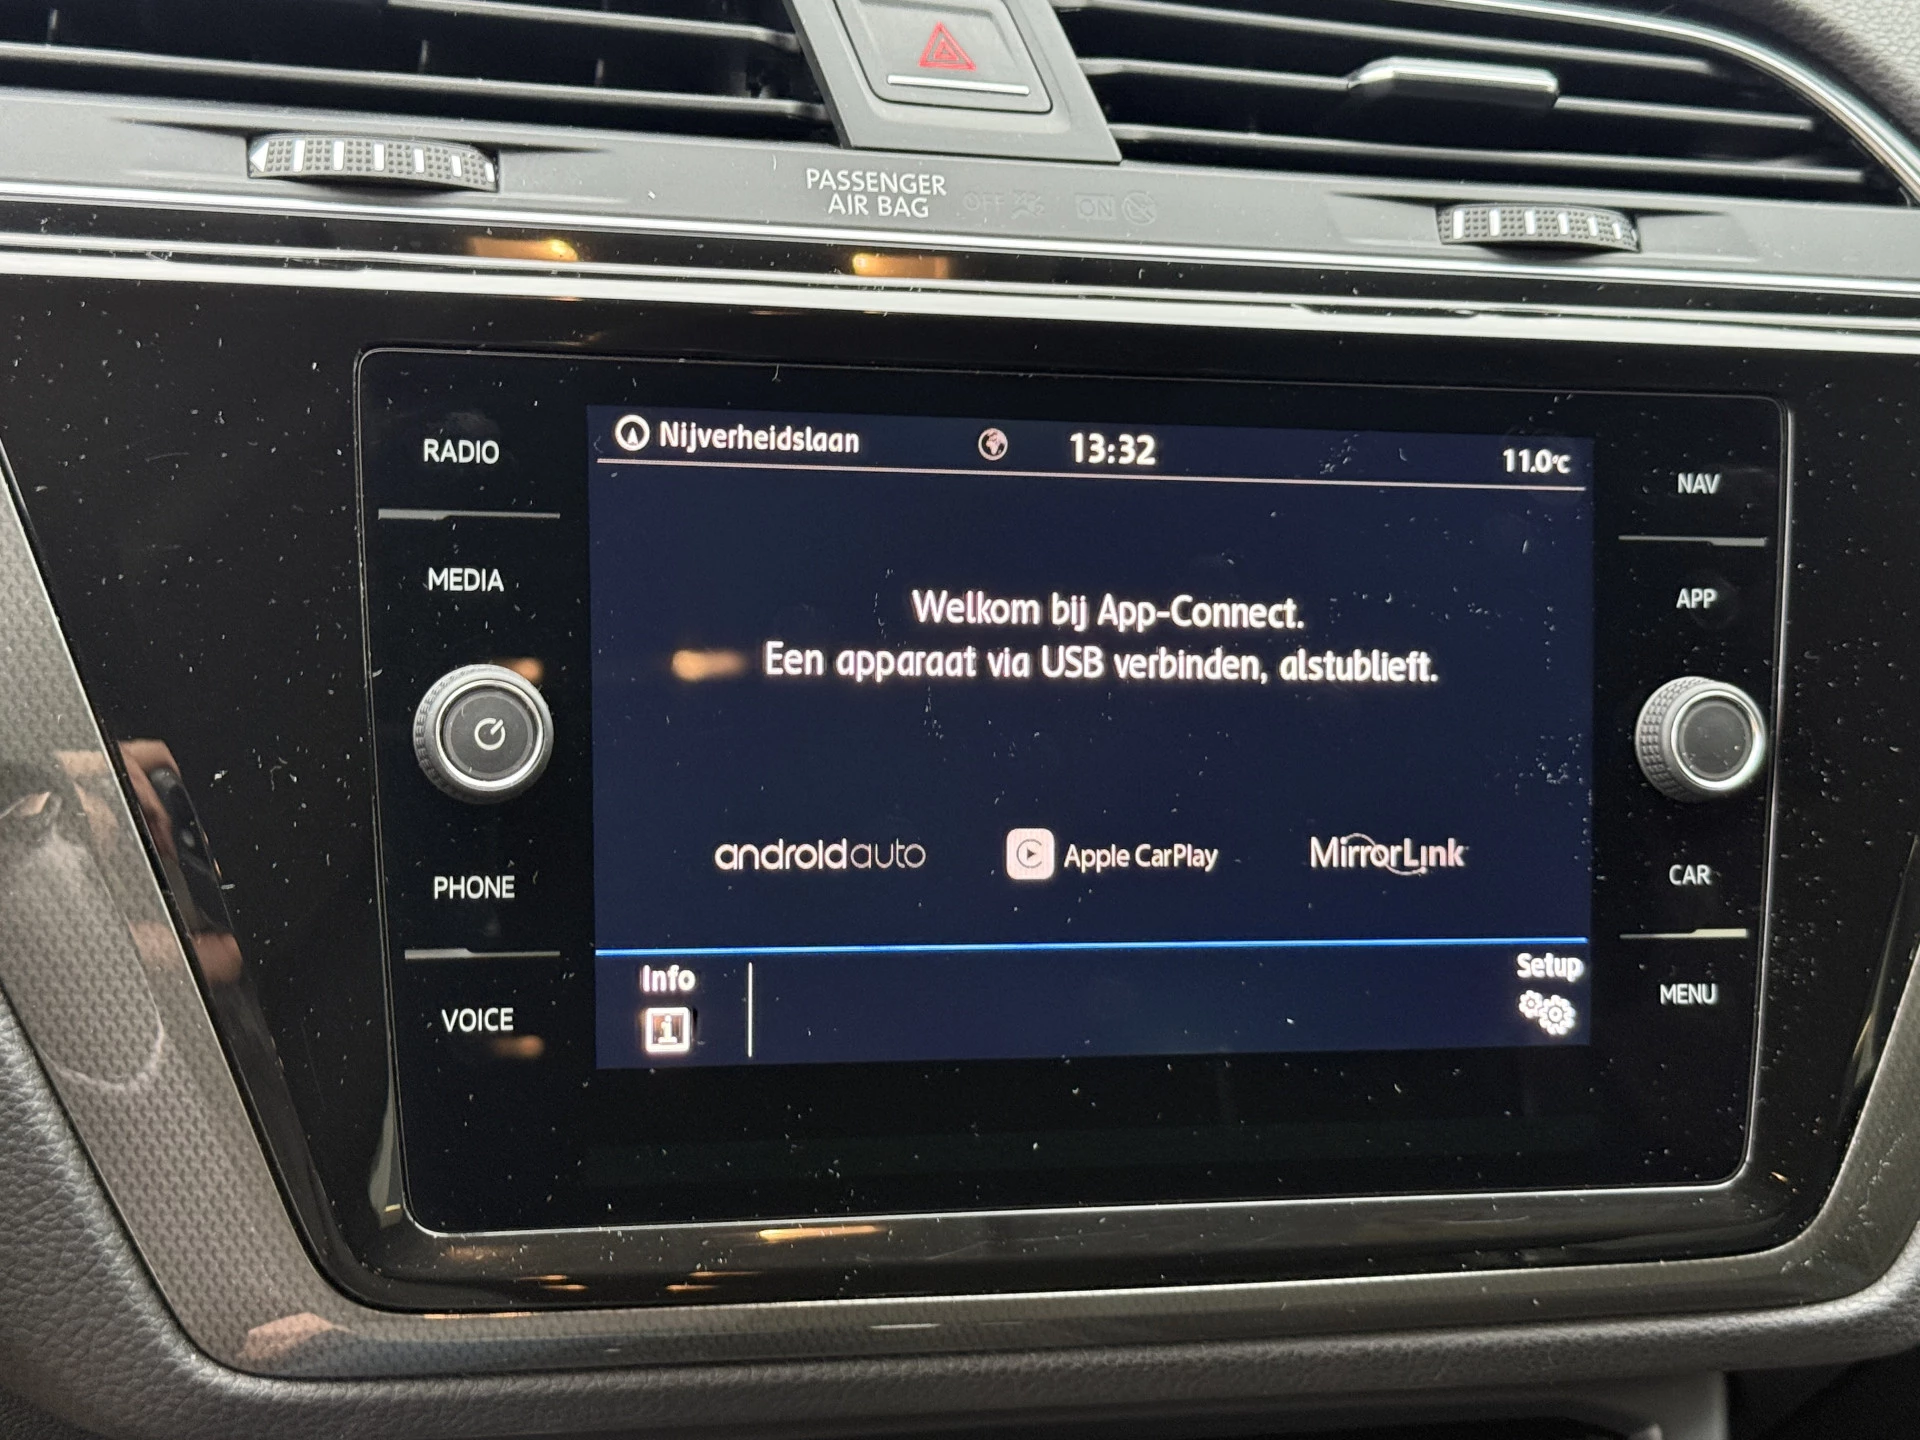 PASSENGER
AIR BAG OFF ON
RADIO
MEDIA
PHONE
VOICE
Nijverheidslaan 13:32 11.0°C
Welkom bij App-Connect.
Een apparaat via USB verbinden, alstublieft.
androidauto Apple CarPlay MirrorLink
Info
Setup
NAV
APP
CAR
MENU